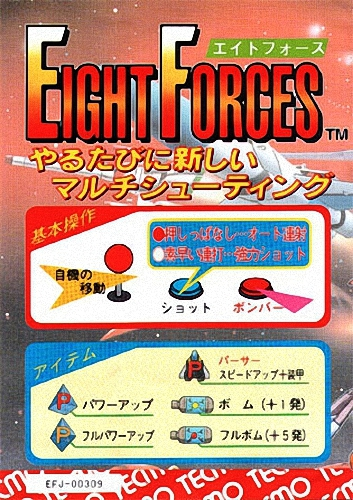 EIGHT FORCES
エイトフォース
TM
やるたびに新しい
マルチシューティング
基本操作
自機の
移動
●押しっぱなし…オート連射
●素早い連打…強力ショット
ショット
ボンバー
アイテム
P
バーサー
スピードアップ+装甲
P
パワーアップ
ボム(+1発)
P
フルパワーアップ
フルボム(+5発)
TECMO
EFJ-00309